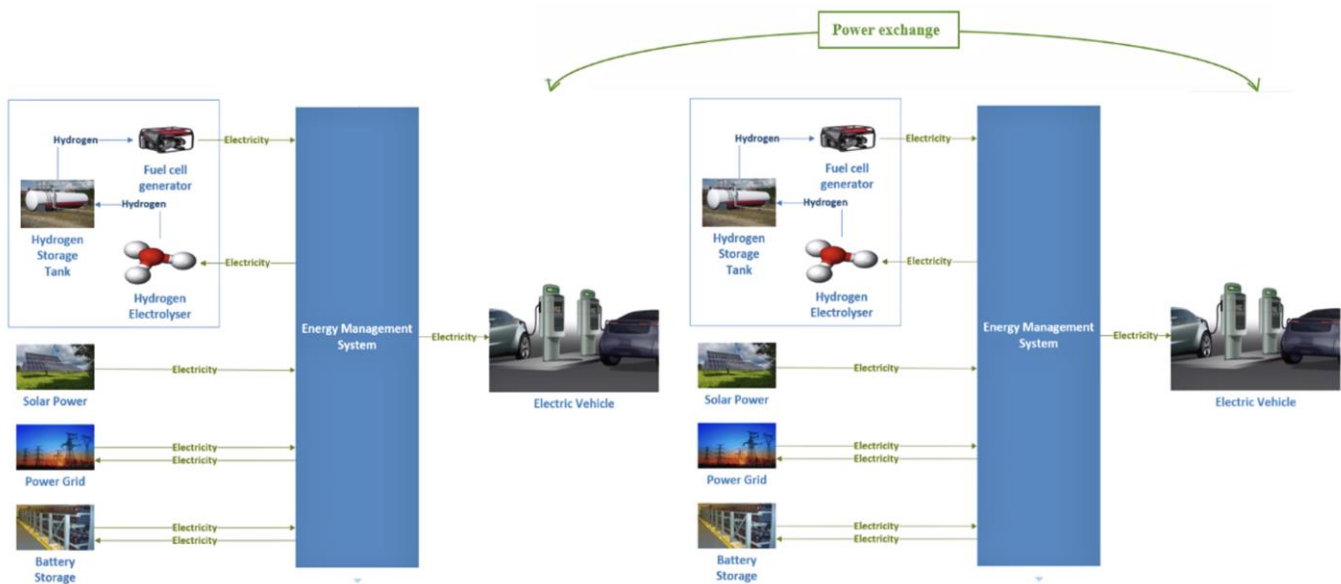 Power exchange
Hydrogen
Electricity
Fuel cell
generator
Hydrogen
Hydrogen
Storage
Tank
Electricity
Hydrogen
Electrolyser
Energy Management
System
Electricity
Electricity
Solar Power
Electric Vehicle
Electricity
Electricity
Power Grid
Electricity
Electricity
Battery
Storage
Hydrogen
Electricity
Fuel cell
generator
Hydrogen
Hydrogen
Storage
Tank
Electricity
Hydrogen
Electrolyser
Energy Management
System
Electricity
Electricity
Solar Power
Electric Vehicle
Electricity
Electricity
Power Grid
Electricity
Electricity
Battery
Storage